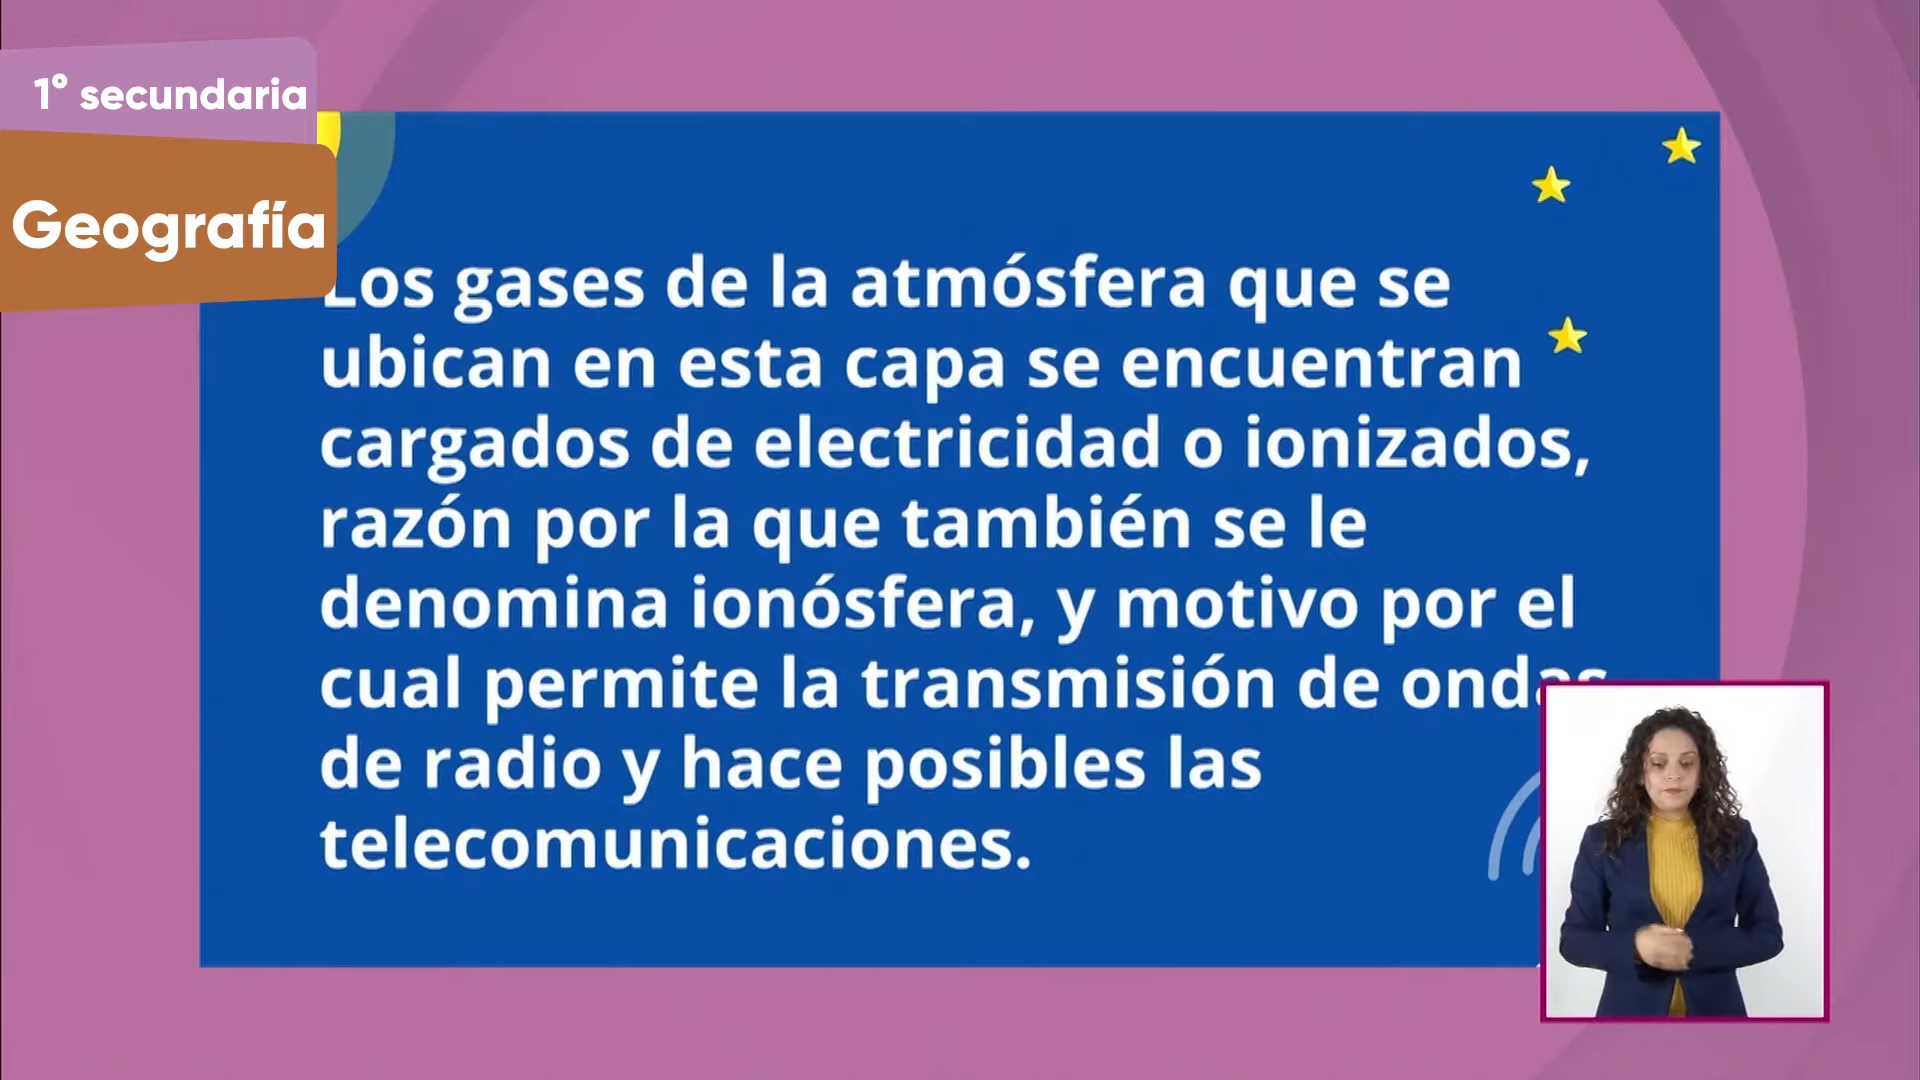 1° secundaria
Geografía
Los gases de la atmósfera que se
ubican en esta capa se encuentran
cargados de electricidad o ionizados,
razón por la que también se le
denomina ionósfera, y motivo por el
cual permite la transmisión de ondas
de radio y hace posibles las
telecomunicaciones.